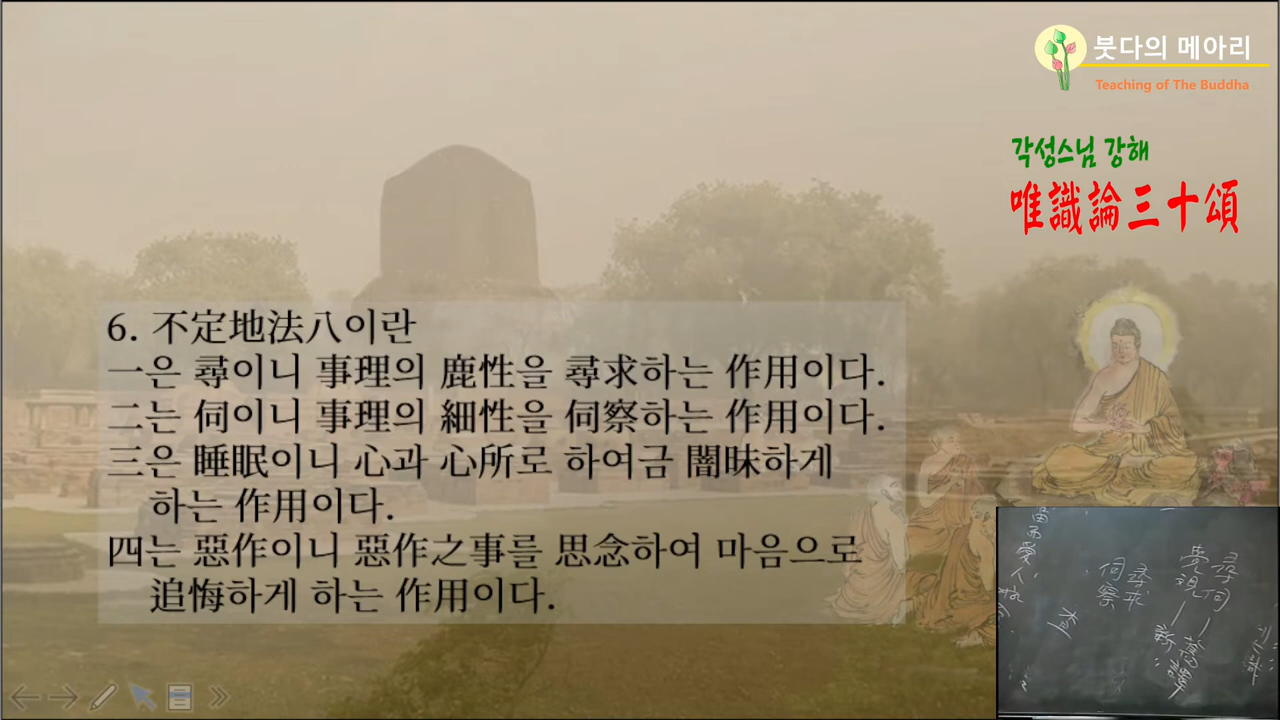 붓다의 메아리
Teaching of The Buddha
각성스님 강해
唯識論三十頌
6. 不定地法八이란
一은 尋이니 事理의 鹿性을 尋求하는 作用이다.
二는 伺이니 事理의 細性을 伺察하는 作用이다.
三은 睡眠이니 心과 心所로 하여금 闇昧하게
하는 作用이다.
四는 惡作이니 惡作之事를 思念하여 마음으로
追悔하게 하는 作用이다.
尋伺
覺視
尋求
伺察